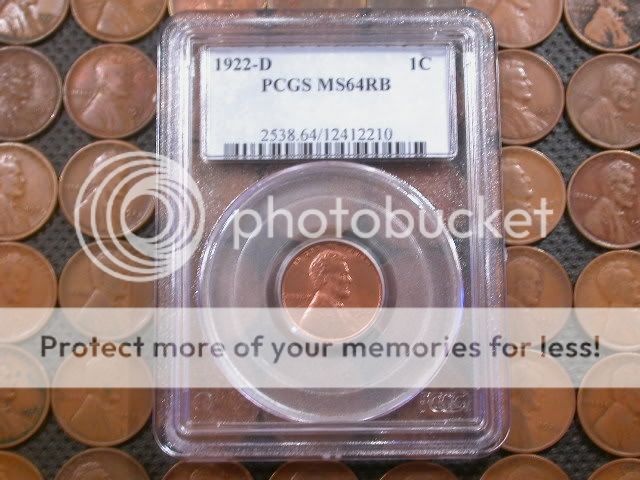 1922-D 1C
PCGS MS64RB
2538.64/12412210
photobucket
Protect more of your memories for less!